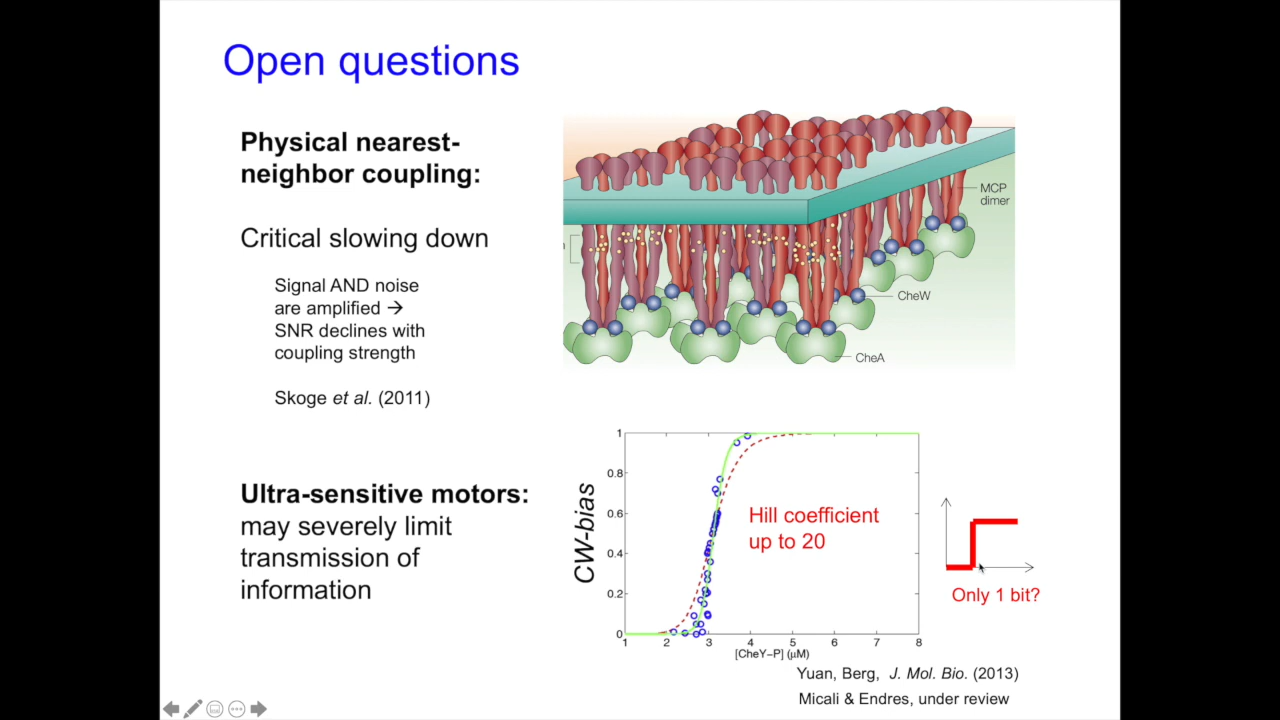 Open questions
Physical nearest-
neighbor coupling:
Critical slowing down
Signal AND noise
are amplified →
SNR declines with
coupling strength
Skoge et al. (2011)
MCP
dimer
CheW
CheA
Ultra-sensitive motors:
may severely limit
transmission of
information
CW-bias
1
0.8
0.6
0.4
0.2
0
1 2 3 4 5 6 7 8
[CheY-P] (μM)
Hill coefficient
up to 20
Only 1 bit?
Yuan, Berg, J. Mol. Bio. (2013)
Micali & Endres, under review